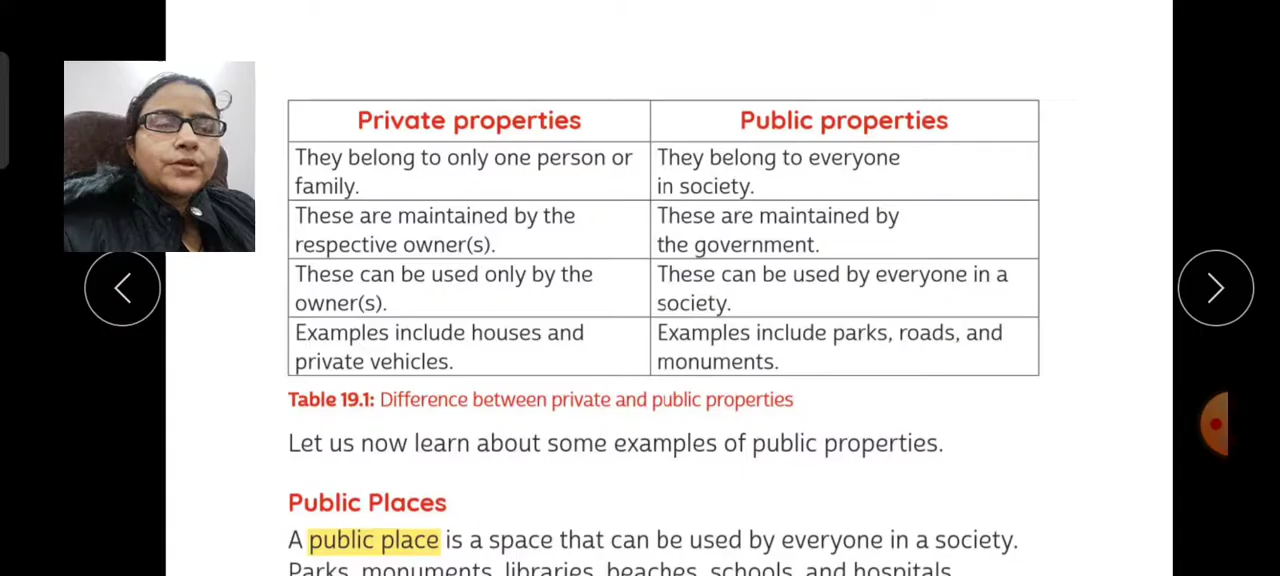 Private properties
Public properties
They belong to only one person or
family.
They belong to everyone
in society.
These are maintained by the
respective owner(s).
These are maintained by
the government.
These can be used only by the
owner(s).
These can be used by everyone in a
society.
Examples include houses and
private vehicles.
Examples include parks, roads, and
monuments.
Table 19.1: Difference between private and public properties
Let us now learn about some examples of public properties.
Public Places
A public place is a space that can be used by everyone in a society.
Parks, monuments, libraries, beaches, schools, and hospitals